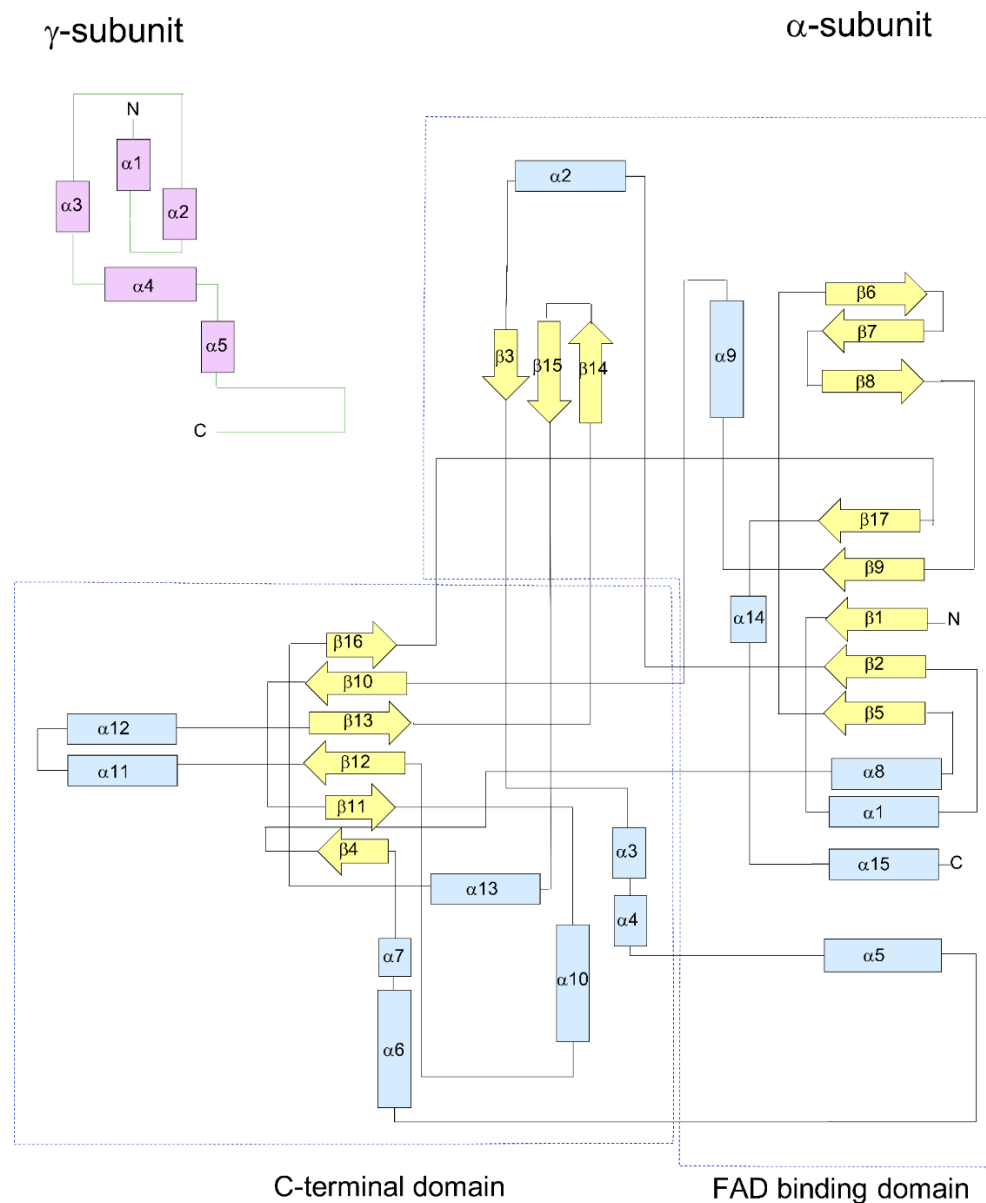 γ-subunit
α-subunit
N
α1
α3
α2
α4
α5
C
α2
β3
β15
β14
α9
β6
β7
β8
β17
β9
α14
β1
N
β2
β5
α8
α1
α15
C
β16
β10
β13
β12
β11
β4
α12
α11
α13
α3
α4
α5
α7
α6
α10
C-terminal domain
FAD binding domain